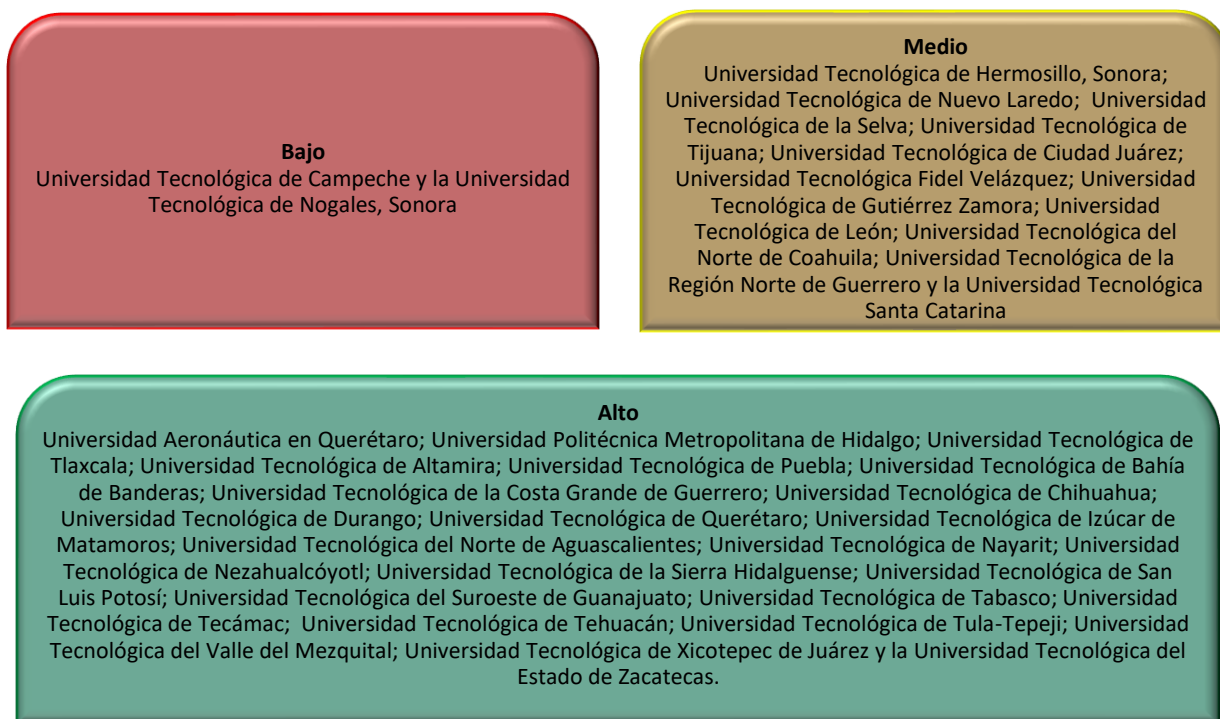 Bajo
Universidad Tecnológica de Campeche y la Universidad
Tecnológica de Nogales, Sonora
Medio
Universidad Tecnológica de Hermosillo, Sonora;
Universidad Tecnológica de Nuevo Laredo;  Universidad
Tecnológica de la Selva; Universidad Tecnológica de
Tijuana; Universidad Tecnológica de Ciudad Juárez;
Universidad Tecnológica Fidel Velázquez; Universidad
Tecnológica de Gutiérrez Zamora; Universidad
Tecnológica de León; Universidad Tecnológica del
Norte de Coahuila; Universidad Tecnológica de la
Región Norte de Guerrero y la Universidad Tecnológica
Santa Catarina
Alto
Universidad Aeronáutica en Querétaro; Universidad Politécnica Metropolitana de Hidalgo; Universidad Tecnológica de
Tlaxcala; Universidad Tecnológica de Altamira; Universidad Tecnológica de Puebla; Universidad Tecnológica de Bahía
de Banderas; Universidad Tecnológica de la Costa Grande de Guerrero; Universidad Tecnológica de Chihuahua;
Universidad Tecnológica de Durango; Universidad Tecnológica de Querétaro; Universidad Tecnológica de Izúcar de
Matamoros; Universidad Tecnológica del Norte de Aguascalientes; Universidad Tecnológica de Nayarit; Universidad
Tecnológica de Nezahualcóyotl; Universidad Tecnológica de la Sierra Hidalguense; Universidad Tecnológica de San
Luis Potosí; Universidad Tecnológica del Suroeste de Guanajuato; Universidad Tecnológica de Tabasco; Universidad
Tecnológica de Tecámac;  Universidad Tecnológica de Tehuacán; Universidad Tecnológica de Tula-Tepeji; Universidad
Tecnológica del Valle del Mezquital; Universidad Tecnológica de Xicotepec de Juárez y la Universidad Tecnológica del
Estado de Zacatecas.